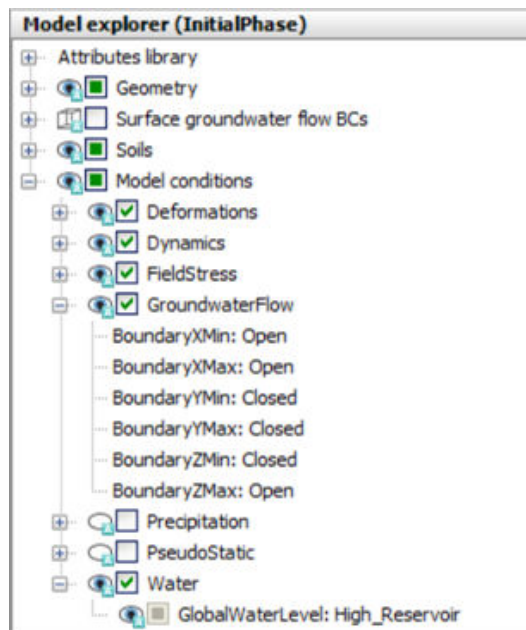 Model explorer (InitialPhase)
Attributes library
Geometry
Surface groundwater flow BCs
Soils
Model conditions
Deformations
Dynamics
FieldStress
GroundwaterFlow
BoundaryXMin: Open
BoundaryXMax: Open
BoundaryYMin: Closed
BoundaryYMax: Closed
BoundaryZMin: Closed
BoundaryZMax: Open
Precipitation
PseudoStatic
Water
GlobalWaterLevel: High_Reservoir